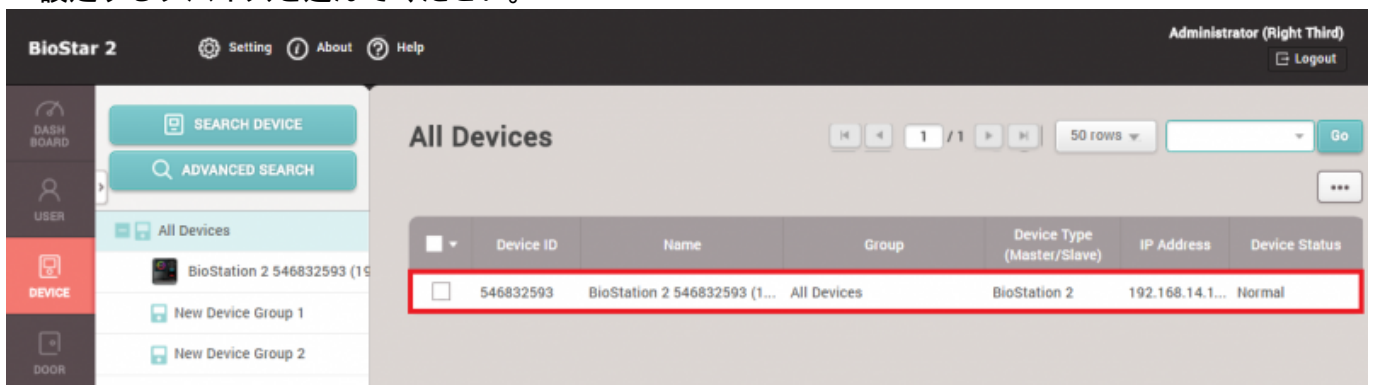 BioStar 2 Setting About Help Administrator (Right Third)
Logout
DASH
BOARD
USER
DEVICE
DOOR
SEARCH DEVICE
ADVANCED SEARCH
All Devices
BioStation 2 546832593 (19
New Device Group 1
New Device Group 2
All Devices
1 / 1 50 rows Go
Device ID Name Group Device Type (Master/Slave) IP Address Device Status
546832593 BioStation 2 546832593 (1... All Devices BioStation 2 192.168.14.1... Normal